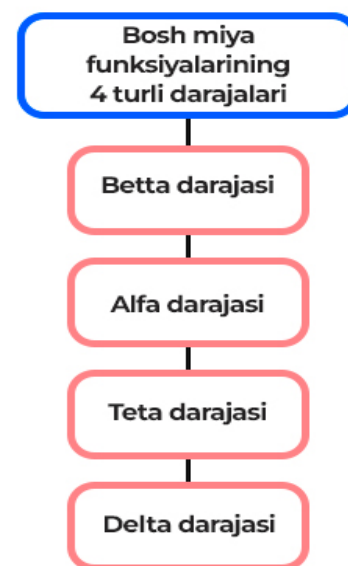 Bosh miya
funksiyalarining
4 turli darajalari
Betta darajasi
Alfa darajasi
Teta darajasi
Delta darajasi